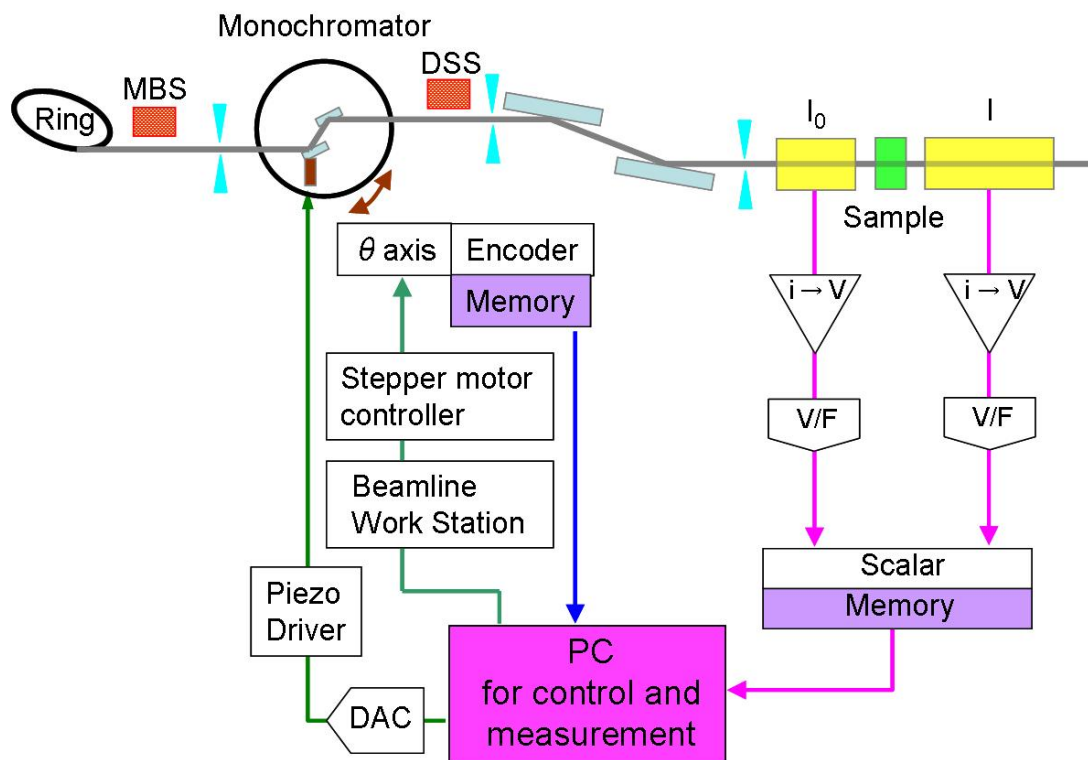 Monochromator
MBS
DSS
Ring
I0
I
Sample
θ axis
Encoder
Memory
i → V
i → V
Stepper motor
controller
V/F
V/F
Beamline
Work Station
Scalar
Memory
Piezo
Driver
PC
for control and
measurement
DAC